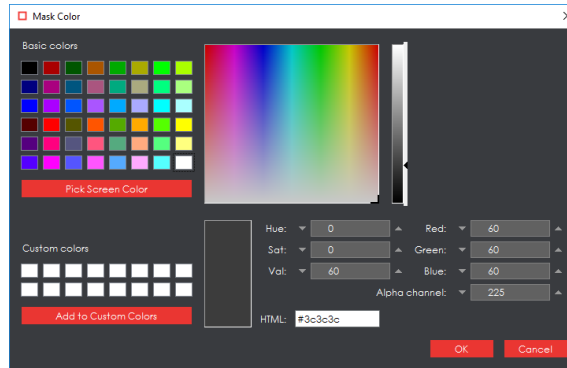 Mask Color
Basic colors
Pick Screen Color
Custom colors
Add to Custom Colors
Hue: 0 Red: 60
Sat: 0 Green: 60
Val: 60 Blue: 60
Alpha channel: 225
HTML: #3c3c3c
OK Cancel